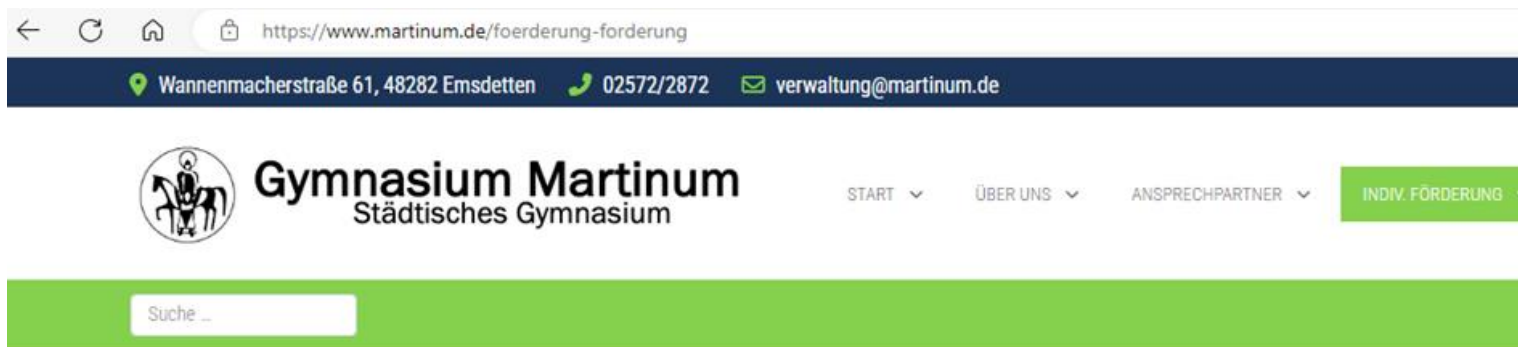 https://www.martinum.de/foerderung-forderung
Wannenmacherstraße 61, 48282 Emsdetten 02572/2872 verwaltung@martinum.de
Gymnasium Martinum
Städtisches Gymnasium
START ÜBER UNS ANSPRECHPARTNER INDIV. FÖRDERUNG
Suche ...